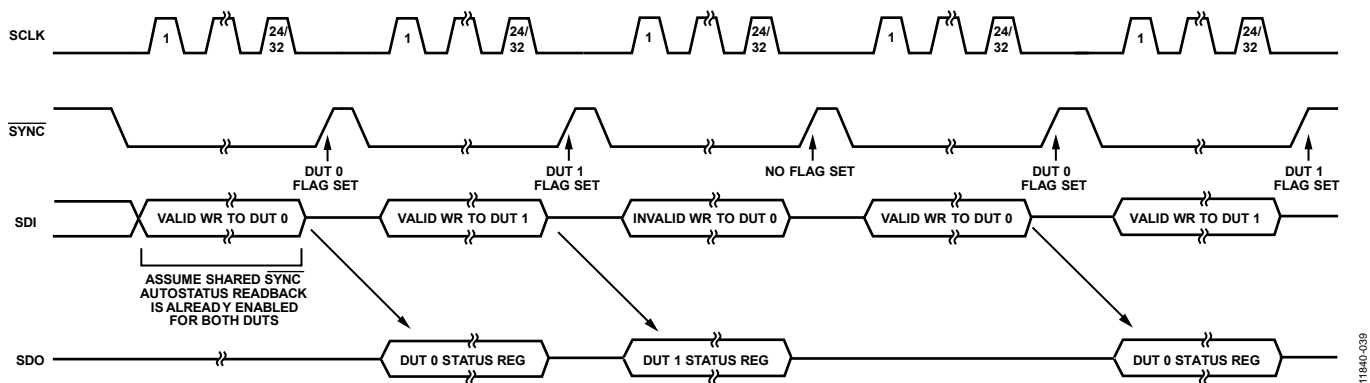 SCLK
1
24/
32
1
24/
32
1
24/
32
1
24/
32
1
24/
32
SYNC
DUT 0
FLAG SET
DUT 1
FLAG SET
NO FLAG SET
DUT 0
FLAG SET
DUT 1
FLAG SET
SDI
VALID WR TO DUT 0
VALID WR TO DUT 1
INVALID WR TO DUT 0
VALID WR TO DUT 0
VALID WR TO DUT 1
ASSUME SHARED SYNC
AUTOSTATUS READBACK
IS ALREADY ENABLED
FOR BOTH DUTS
SDO
DUT 0 STATUS REG
DUT 1 STATUS REG
DUT 0 STATUS REG
11840-039